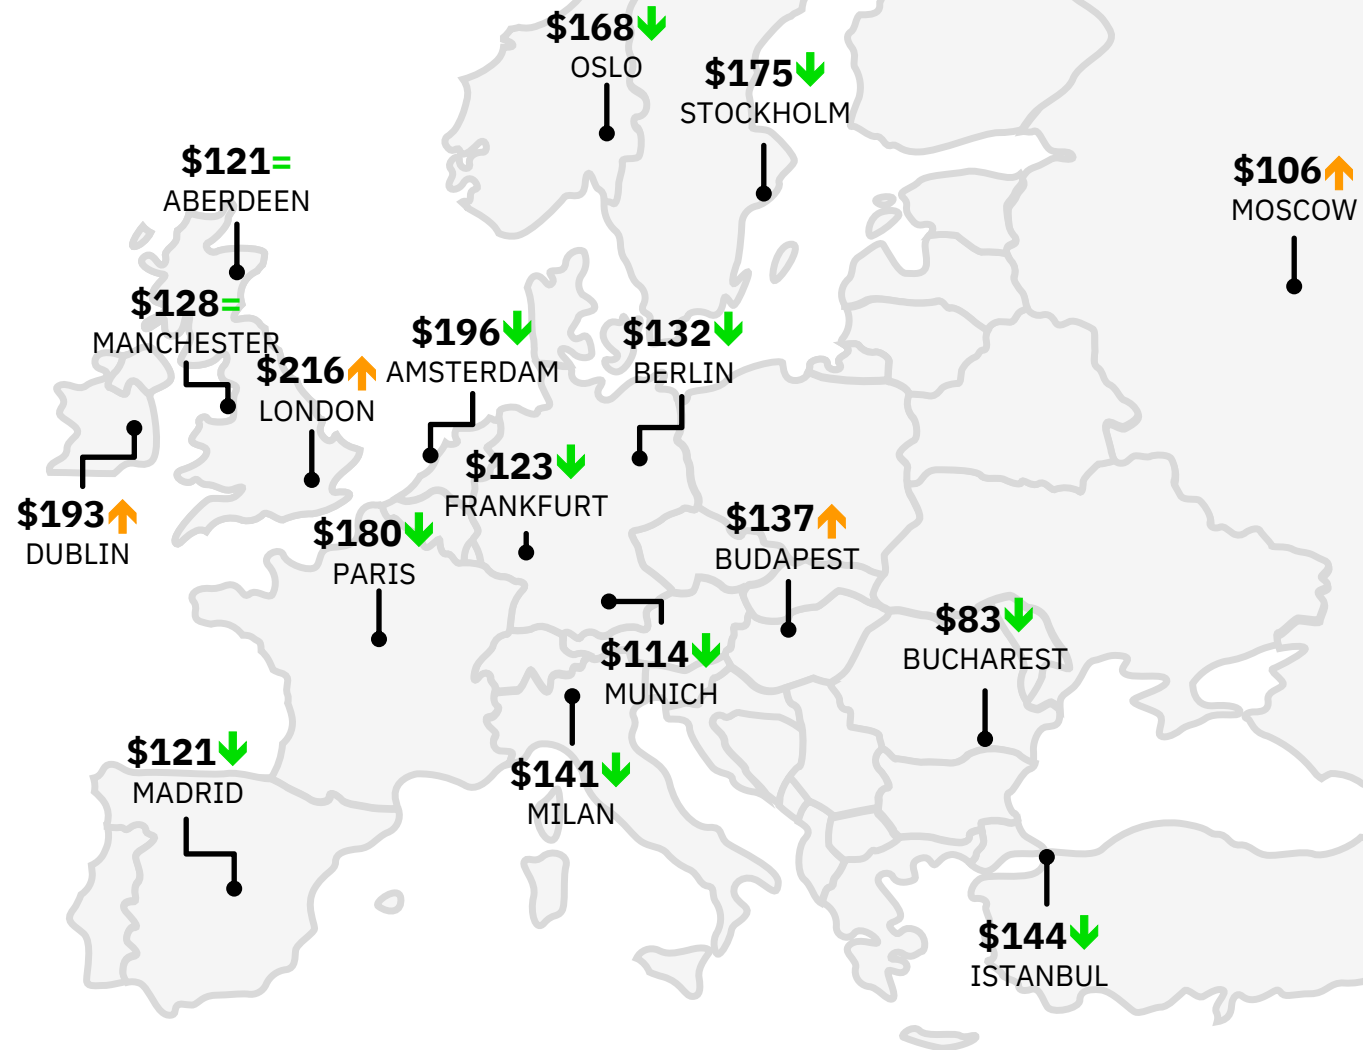 $168
OSLO
$175
STOCKHOLM
$121=
ABERDEEN
$106
MOSCOW
$128=
MANCHESTER
$196
AMSTERDAM
$132
BERLIN
$216
LONDON
$123
FRANKFURT
$193
DUBLIN
$180
PARIS
$137
BUDAPEST
$83
BUCHAREST
$114
MUNICH
$121
MADRID
$141
MILAN
$144
ISTANBUL